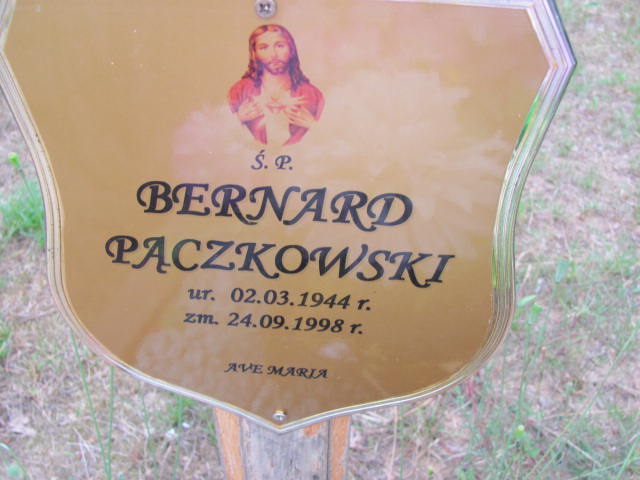 Ś. P.
BERNARD
PĄCZKOWSKI
ur. 02.03.1944 r.
zm. 24.09.1998 r.
AVE MARIA